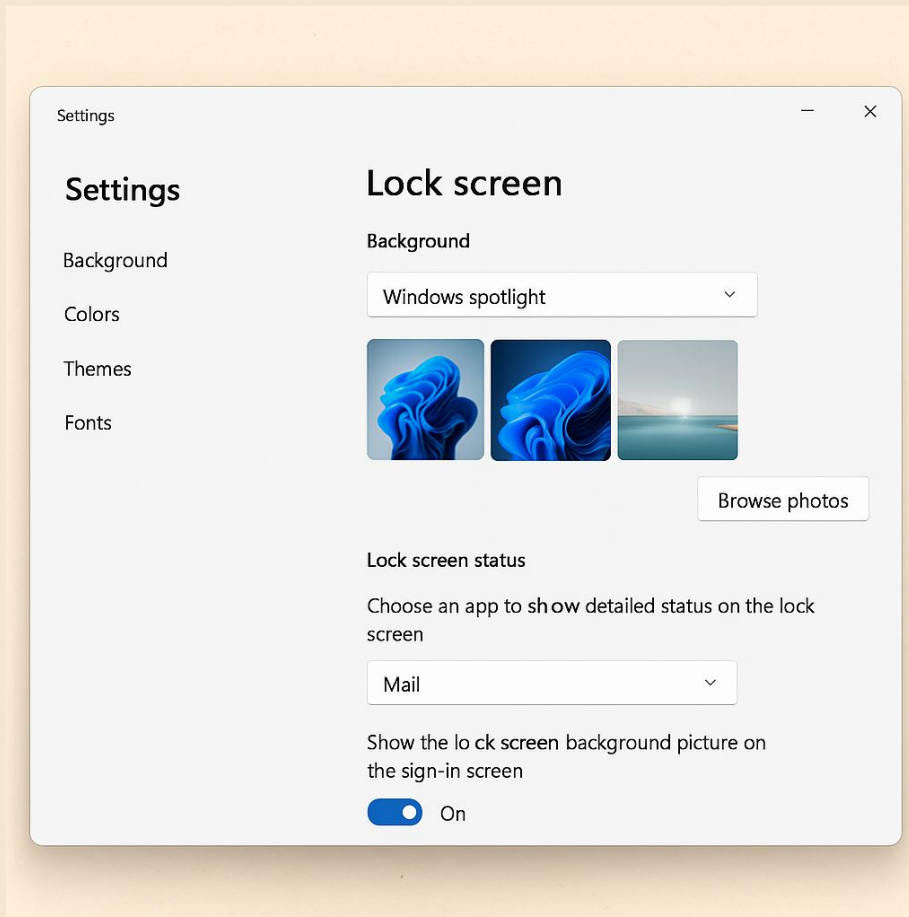 Settings
Settings
Background
Colors
Themes
Fonts
Lock screen
Background
Windows spotlight
Browse photos
Lock screen status
Choose an app to show detailed status on the lock
screen
Mail
Show the lo ck screen background picture on
the sign-in screen
On